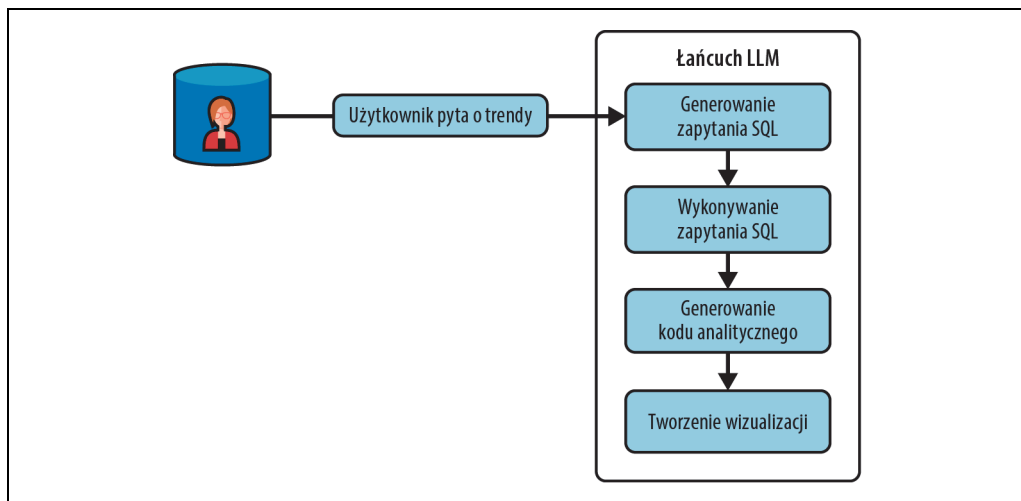 Łańcuch LLM
Użytkownik pyta o trendy
Generowanie
zapytania SQL
Wykonywanie
zapytania SQL
Generowanie
kodu analitycznego
Tworzenie wizualizacji